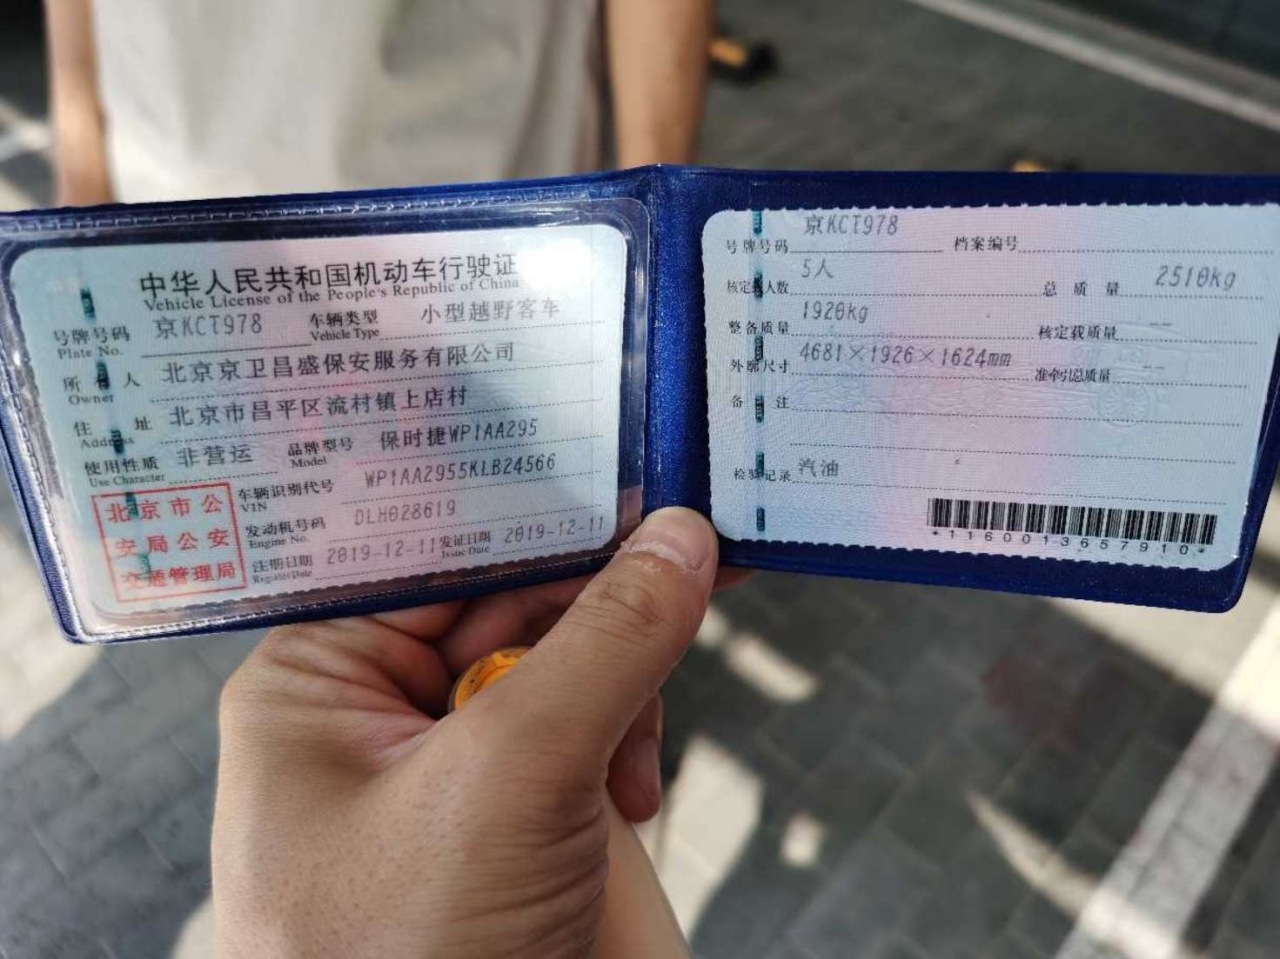 中华人民共和国机动车行驶证
Vehicle License of the People's Republic of China
号牌号码 京KCT978 车辆类型 小型越野客车
Plate No. Vehicle Type
所有人 北京京卫昌盛保安服务有限公司
Owner
住址 北京市昌平区流村镇上店村
Address
使用性质 非营运 品牌型号 保时捷WP1AA295
Use Character Model
北京市公
安局公安
交通管理局
车辆识别代号 WP1AA2955KLB24566
VIN
发动机号码 DLH028619
Engine No.
注册日期 2019-12-11 发证日期 2019-12-11
Register Date Issue Date
号牌号码 京KCT978 档案编号
核定载人数 5人 总质量 2510kg
整备质量 1920kg 核定载质量 --
外廓尺寸 4681×1926×1624mm 准牵引总质量 --
备注
检验记录 汽油
*1160013657910*